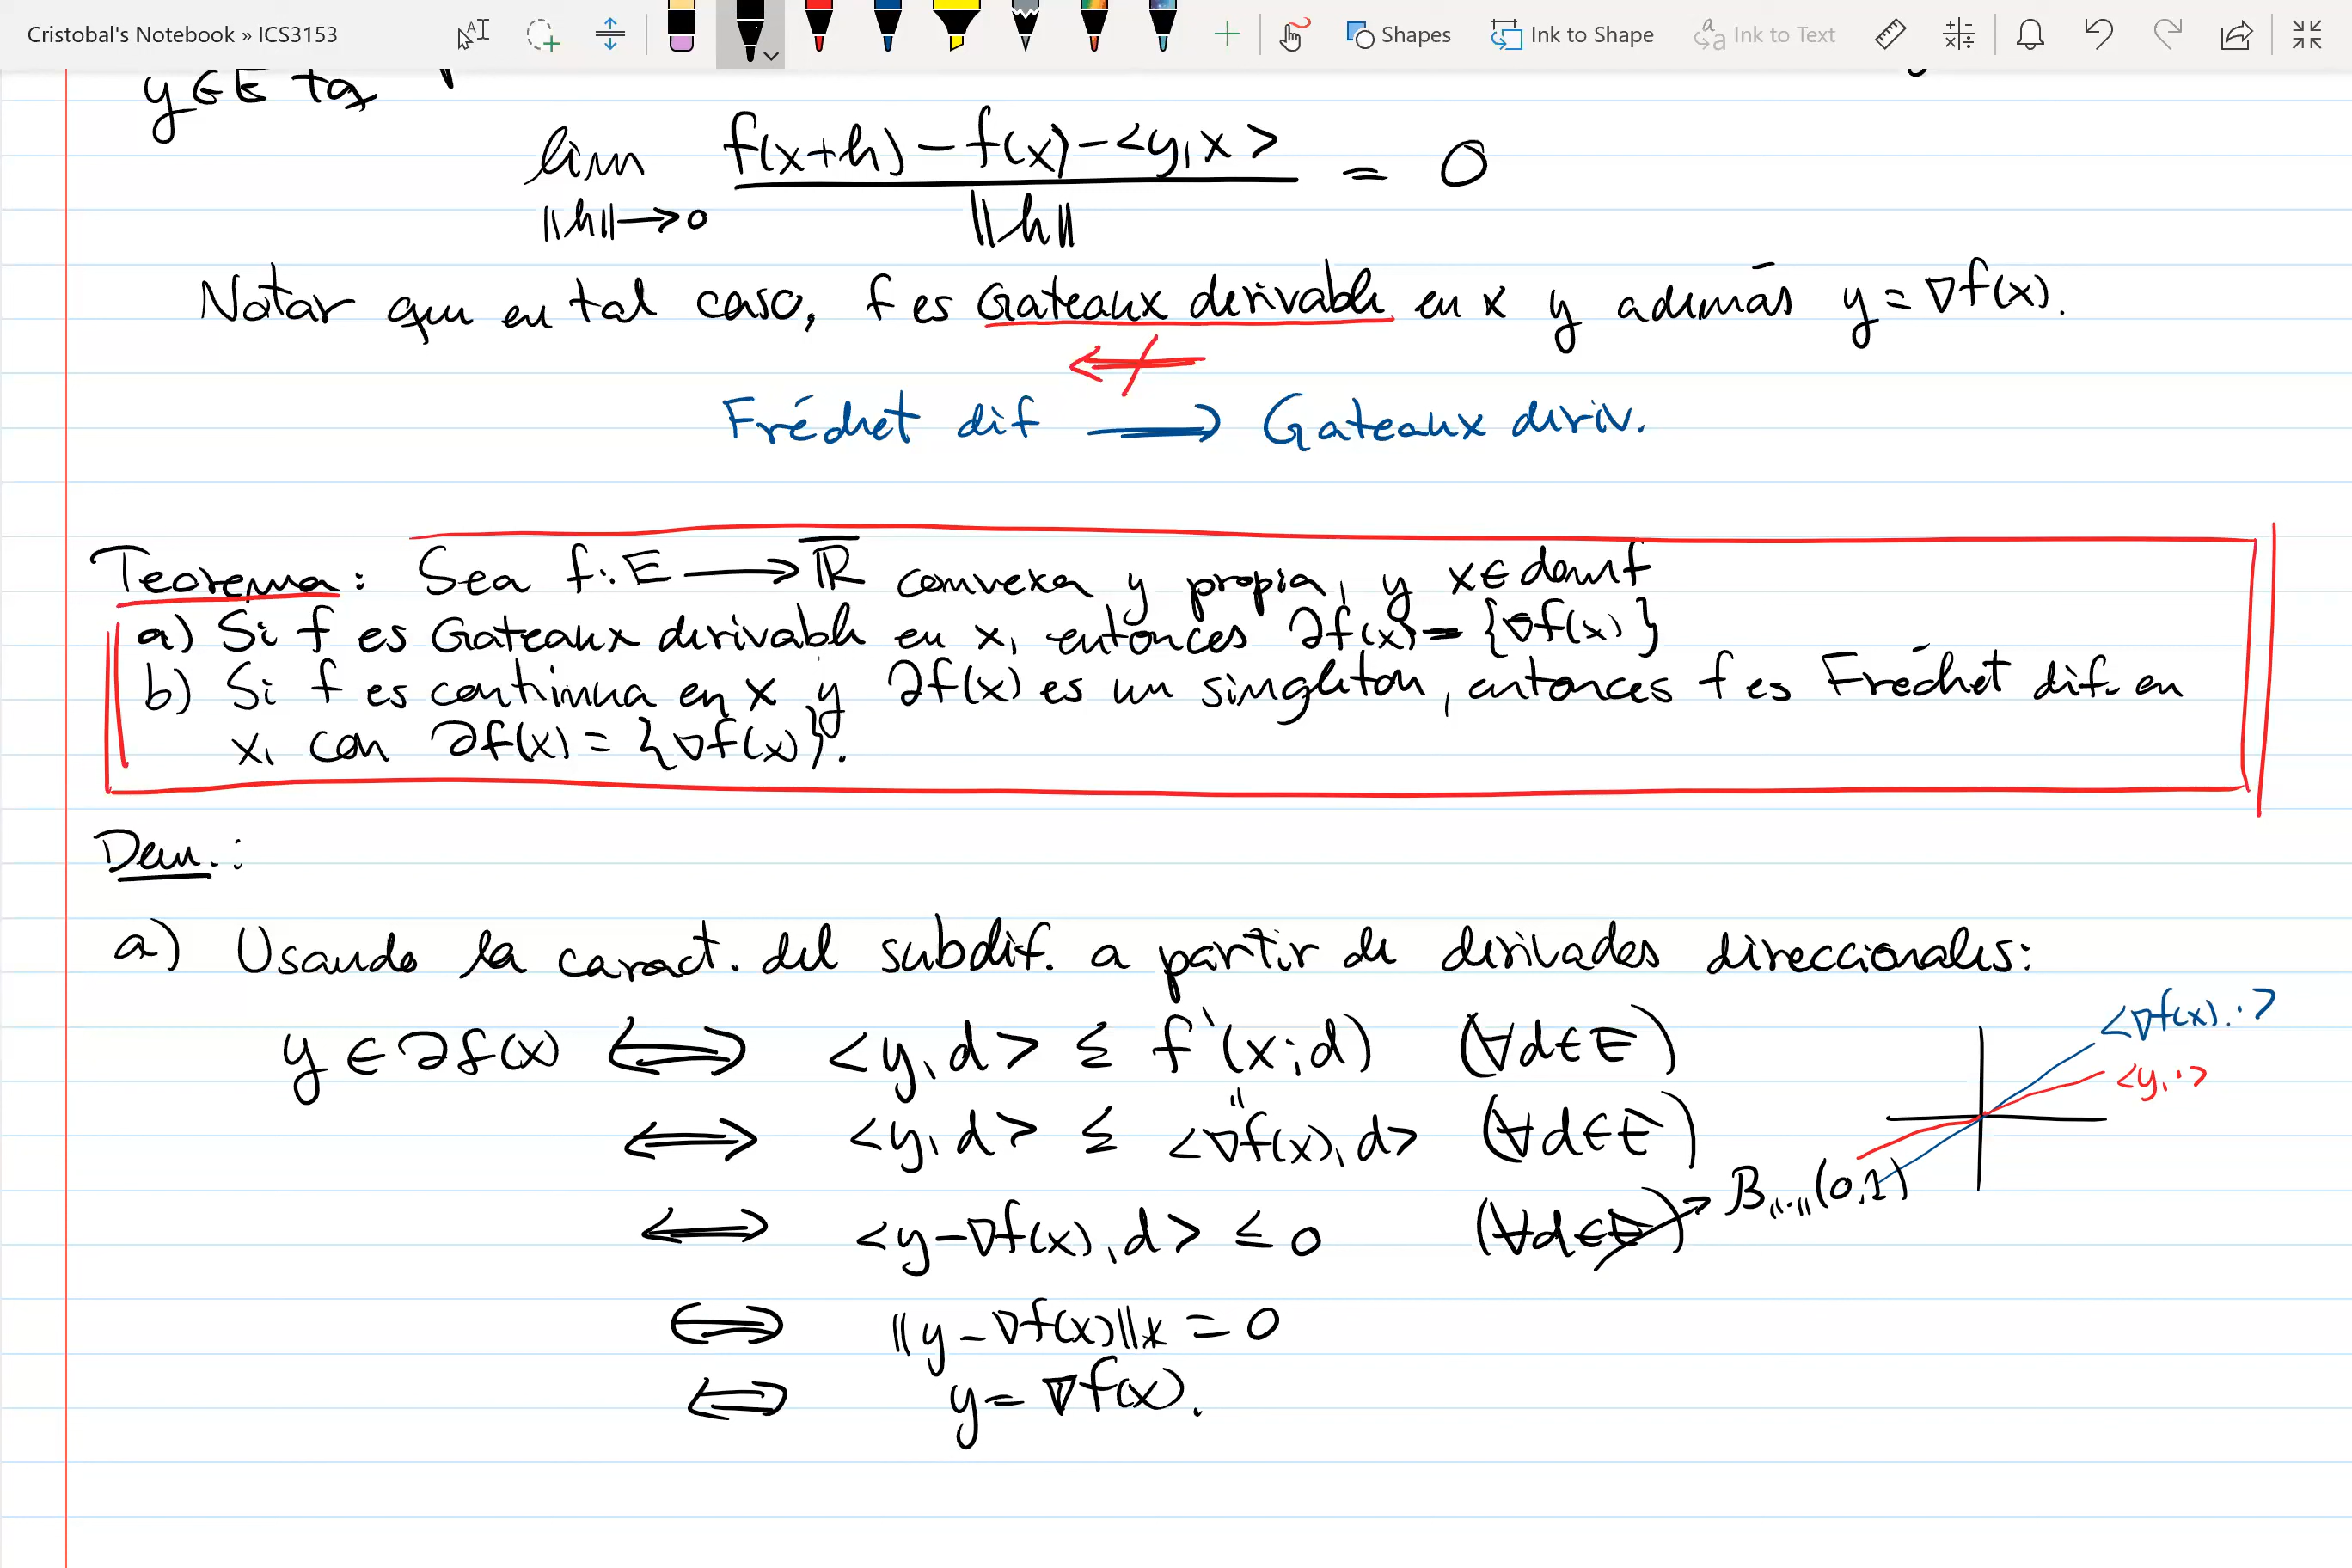 Cristobal's Notebook » ICS3153
Shapes
Ink to Shape
Ink to Text
y∈E tq
lim f(x+h) − f(x) − <y,x> = 0
||h||→0 ||h||
Notar que en tal caso, f es Gateaux derivable en x y además y = ∇f(x).
Fréchet dif ⟶ Gateaux deriv.
Teorema: Sea f: E ⟶ R̅ convexa y propia, y x∈domf
a) Si f es Gateaux derivable en x, entonces ∂f(x) = {∇f(x)}
b) Si f es continua en x y ∂f(x) es un singleton, entonces f es Fréchet dif. en
x, con ∂f(x) = {∇f(x)}.
Dem.:
a) Usando la caract. del subdif. a partir de derivadas direccionales:
y ∈ ∂f(x) ⟺ <y,d> ≤ f'(x;d) (∀d∈E)
⟺ <y,d> ≤ <∇f(x),d> (∀d∈E)
⟺ <y−∇f(x),d> ≤ 0 (∀d∈E) B||·||(0,1)
⟺ ||y−∇f(x)||* = 0
⟺ y = ∇f(x).
<∇f(x),·>
<y,·>